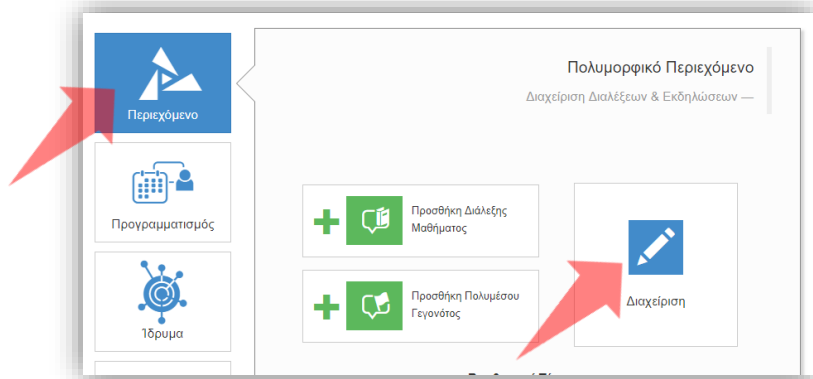 Περιεχόμενο
Προγραμματισμός
Ίδρυμα
Πολυμορφικό Περιεχόμενο
Διαχείριση Διαλέξεων & Εκδηλώσεων —
Προσθήκη Διάλεξης
Μαθήματος
Προσθήκη Πολυμέσου
Γεγονότος
Διαχείριση